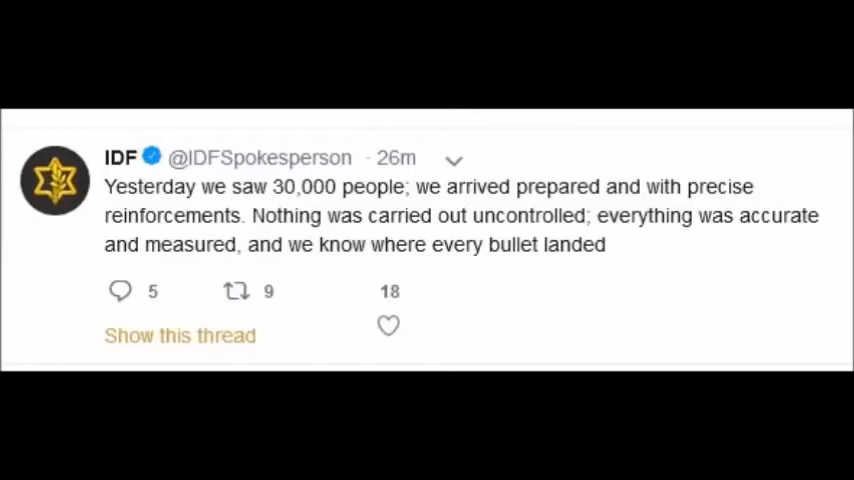 IDF @IDFSpokesperson · 26m
Yesterday we saw 30,000 people; we arrived prepared and with precise
reinforcements. Nothing was carried out uncontrolled; everything was accurate
and measured, and we know where every bullet landed
5 9 18
Show this thread